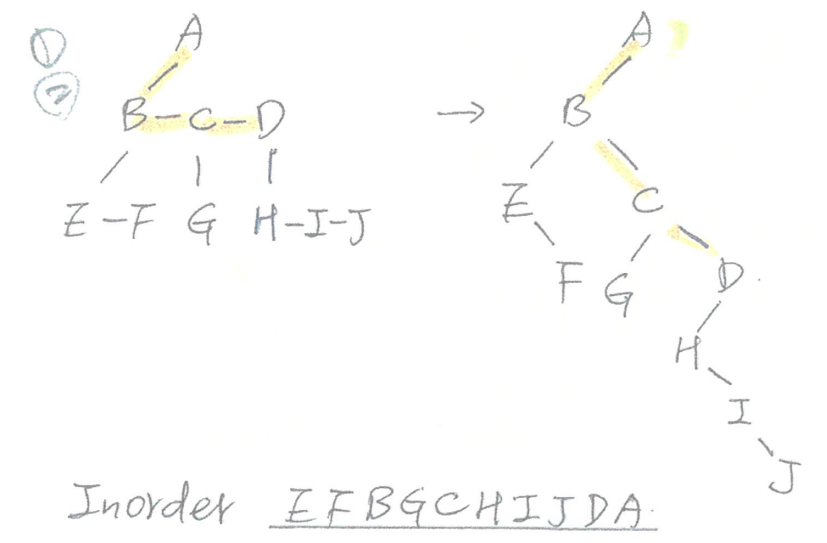 ①
②
A
B-C-D
E-F G H-I-J
→
A
B
E C
F G D
H
I
J
Inorder EFBGCHIJDA